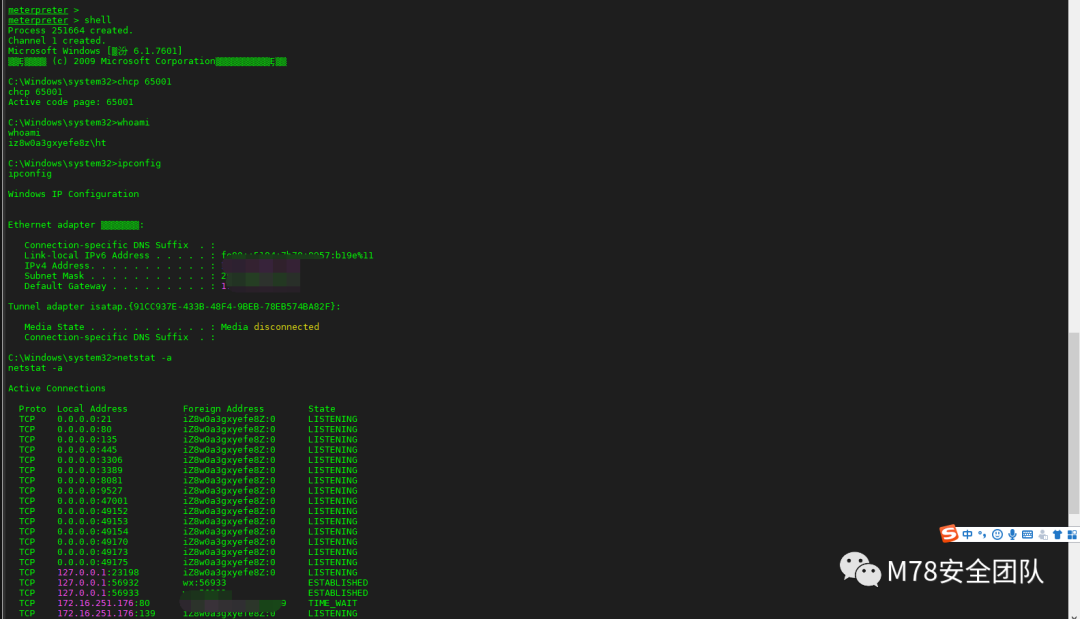 meterpreter >
meterpreter > shell
Process 251664 created.
Channel 1 created.
Microsoft Windows [汾 6.1.7601]
(c) 2009 Microsoft Corporation
C:\Windows\system32>chcp 65001
chcp 65001
Active code page: 65001
C:\Windows\system32>whoami
whoami
iz8w0a3gxyefe8z\ht
C:\Windows\system32>ipconfig
ipconfig
Windows IP Configuration
Ethernet adapter :
Connection-specific DNS Suffix . :
Link-local IPv6 Address . . . . . : :b19e%11
IPv4 Address. . . . . . . . . . . :
Subnet Mask . . . . . . . . . . . : 2
Default Gateway . . . . . . . . . : 1
Tunnel adapter isatap.{91CC937E-433B-48F4-9BEB-78EB574BA82F}:
Media State . . . . . . . . . . . : Media disconnected
Connection-specific DNS Suffix . :
C:\Windows\system32>netstat -a
netstat -a
Active Connections
Proto Local Address Foreign Address State
TCP 0.0.0.0:21 iZ8w0a3gxyefe8Z:0 LISTENING
TCP 0.0.0.0:80 iZ8w0a3gxyefe8Z:0 LISTENING
TCP 0.0.0.0:135 iZ8w0a3gxyefe8Z:0 LISTENING
TCP 0.0.0.0:445 iZ8w0a3gxyefe8Z:0 LISTENING
TCP 0.0.0.0:3306 iZ8w0a3gxyefe8Z:0 LISTENING
TCP 0.0.0.0:3389 iZ8w0a3gxyefe8Z:0 LISTENING
TCP 0.0.0.0:8081 iZ8w0a3gxyefe8Z:0 LISTENING
TCP 0.0.0.0:9527 iZ8w0a3gxyefe8Z:0 LISTENING
TCP 0.0.0.0:47001 iZ8w0a3gxyefe8Z:0 LISTENING
TCP 0.0.0.0:49152 iZ8w0a3gxyefe8Z:0 LISTENING
TCP 0.0.0.0:49153 iZ8w0a3gxyefe8Z:0 LISTENING
TCP 0.0.0.0:49154 iZ8w0a3gxyefe8Z:0 LISTENING
TCP 0.0.0.0:49170 iZ8w0a3gxyefe8Z:0 LISTENING
TCP 0.0.0.0:49173 iZ8w0a3gxyefe8Z:0 LISTENING
TCP 0.0.0.0:49175 iZ8w0a3gxyefe8Z:0 LISTENING
TCP 127.0.0.1:23198 iZ8w0a3gxyefe8Z:0 LISTENING
TCP 127.0.0.1:56932 wx:56933 ESTABLISHED
TCP 127.0.0.1:56933 ESTABLISHED
TCP 172.16.251.176:80 9 TIME_WAIT
TCP 172.16.251.176:139 iZ8w0a3gxyefe8Z:0 LISTENING
S 中
M78安全团队